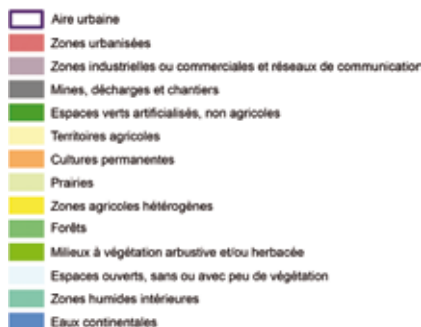 Aire urbaine
Zones urbanisées
Zones industrielles ou commerciales et réseaux de communication
Mines, décharges et chantiers
Espaces verts artificialisés, non agricoles
Territoires agricoles
Cultures permanentes
Prairies
Zones agricoles hétérogènes
Forêts
Milieux à végétation arbustive et/ou herbacée
Espaces ouverts, sans ou avec peu de végétation
Zones humides intérieures
Eaux continentales